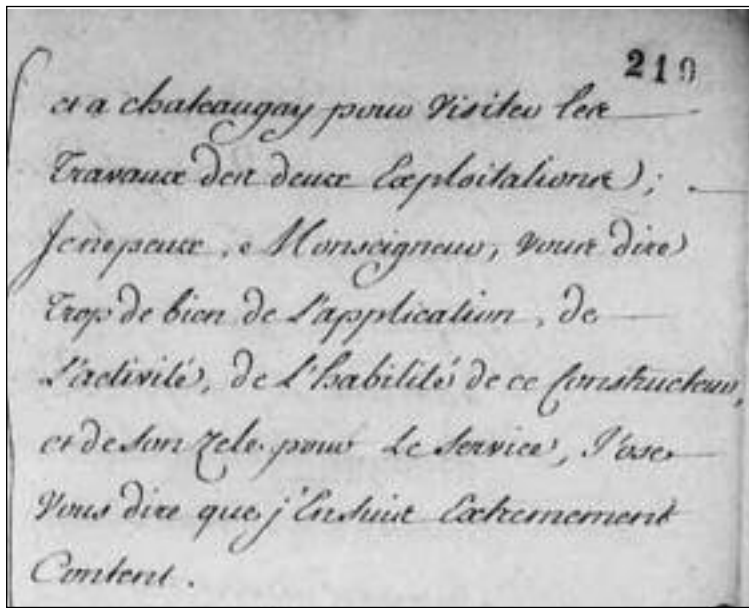 219
et a chateaugay pour Visiter les
Travaux des deux Exploitations;
Je ne peux, Monseigneur, vous dire
Trop de bien de L'application, de
L'activité, de L'habilité de ce Constructeur,
et de son Zele pour Le Service, J'ose
Vous dire que j'En suis Extremement
Content.